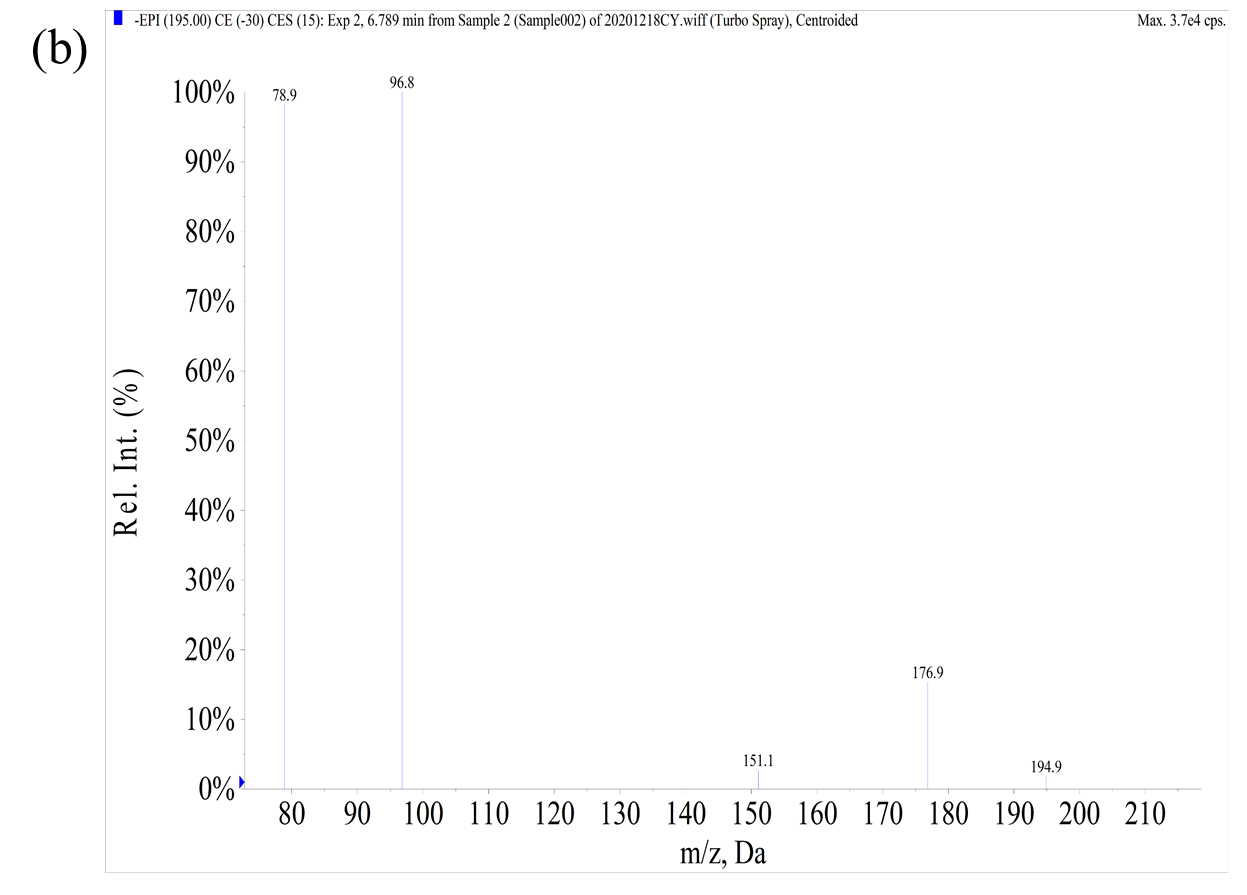 (b)
-EPI (195.00) CE (-30) CES (15): Exp 2, 6.789 min from Sample 2 (Sample002) of 20201218CY.wiff (Turbo Spray), Centroided
Max. 3.7e4 cps.
96.8
78.9
100%
90%
80%
70%
60%
50%
40%
30%
20%
10%
0%
Rel. Int. (%)
176.9
151.1
194.9
80 90 100 110 120 130 140 150 160 170 180 190 200 210
m/z, Da